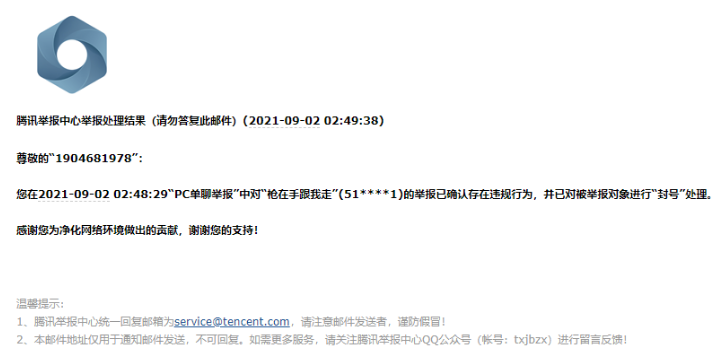 腾讯举报中心举报处理结果（请勿答复此邮件）(2021-09-02 02:49:38)
尊敬的“1904681978”：
您在2021-09-02 02:48:29“PC单聊举报”中对“枪在手跟我走”(51****1)的举报已确认存在违规行为，并已对被举报对象进行“封号”处理。
感谢您为净化网络环境做出的贡献，谢谢您的支持！
温馨提示：
1、腾讯举报中心统一回复邮箱为service@tencent.com，请注意邮件发送者，谨防假冒！
2、本邮件地址仅用于通知邮件发送，不可回复。如需更多服务，请关注腾讯举报中心QQ公众号（帐号：txjbzx）进行留言反馈！